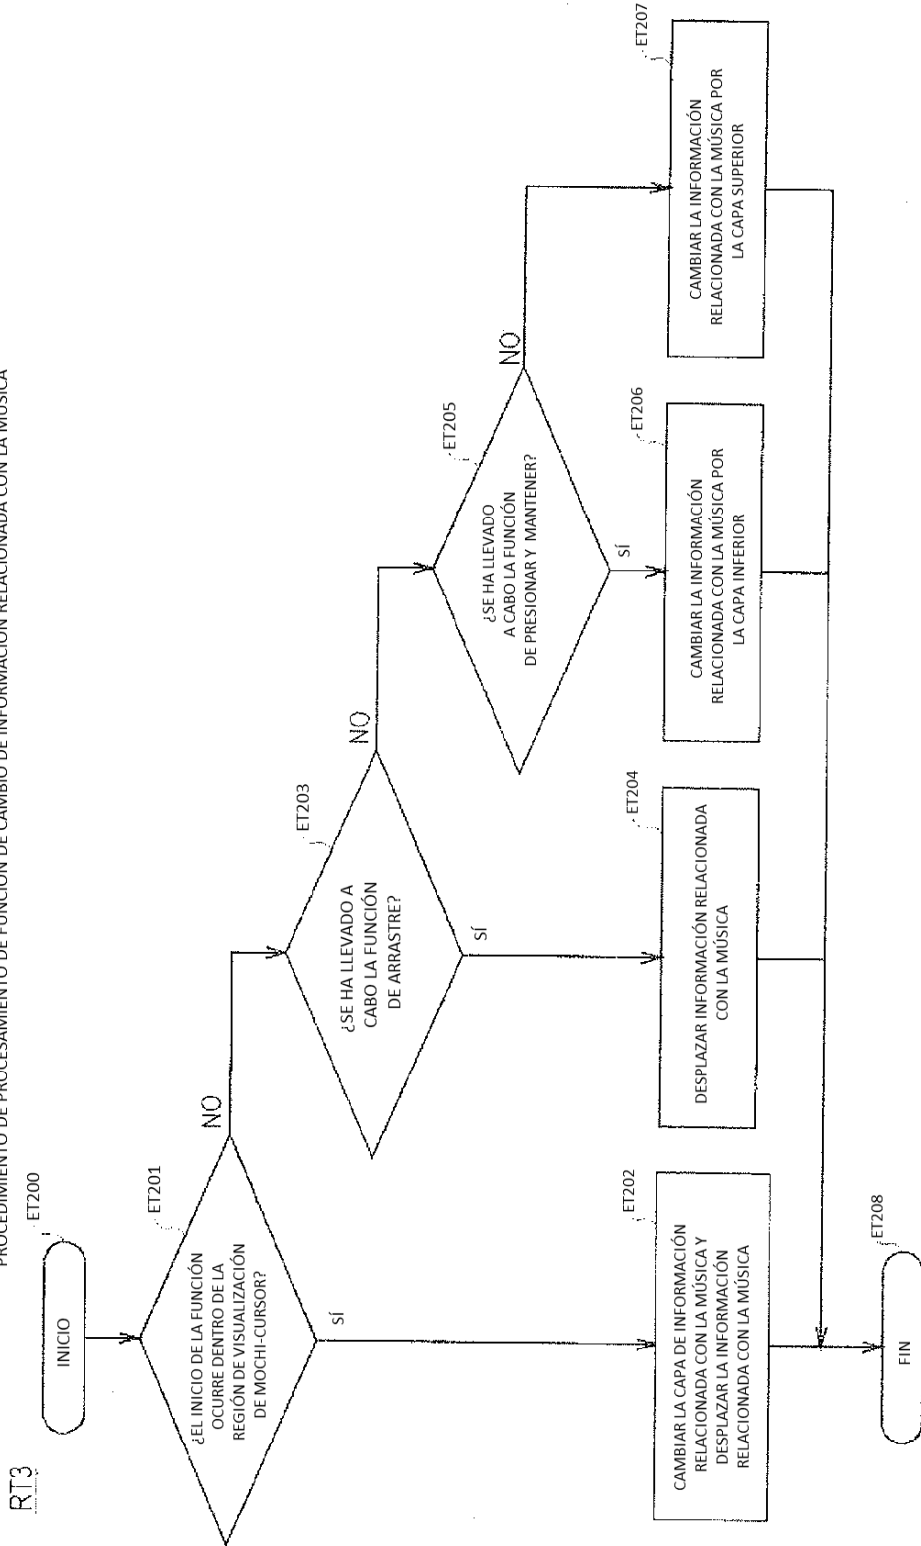 PROCEDIMIENTO DE PROCESAMIENTO DE FUNCIÓN DE CAMBIO DE INFORMACIÓN RELACIONADA CON LA MÚSICA
RT3
INICIO
ET200
¿EL INICIO DE LA FUNCIÓN
OCURRE DENTRO DE LA
REGIÓN DE VISUALIZACIÓN
DE MOCHI-CURSOR?
ET201
NO
SÍ
¿SE HA LLEVADO A
CABO LA FUNCIÓN
DE ARRASTRE?
ET203
NO
SÍ
¿SE HA LLEVADO
A CABO LA FUNCIÓN
DE PRESIONAR Y MANTENER?
ET205
NO
SÍ
CAMBIAR LA CAPA DE INFORMACIÓN
RELACIONADA CON LA MÚSICA Y
DESPLAZAR LA INFORMACIÓN
RELACIONADA CON LA MÚSICA
ET202
DESPLAZAR INFORMACIÓN RELACIONADA
CON LA MÚSICA
ET204
CAMBIAR LA INFORMACIÓN
RELACIONADA CON LA MÚSICA POR
LA CAPA INFERIOR
ET206
CAMBIAR LA INFORMACIÓN
RELACIONADA CON LA MÚSICA POR
LA CAPA SUPERIOR
ET207
FIN
ET208